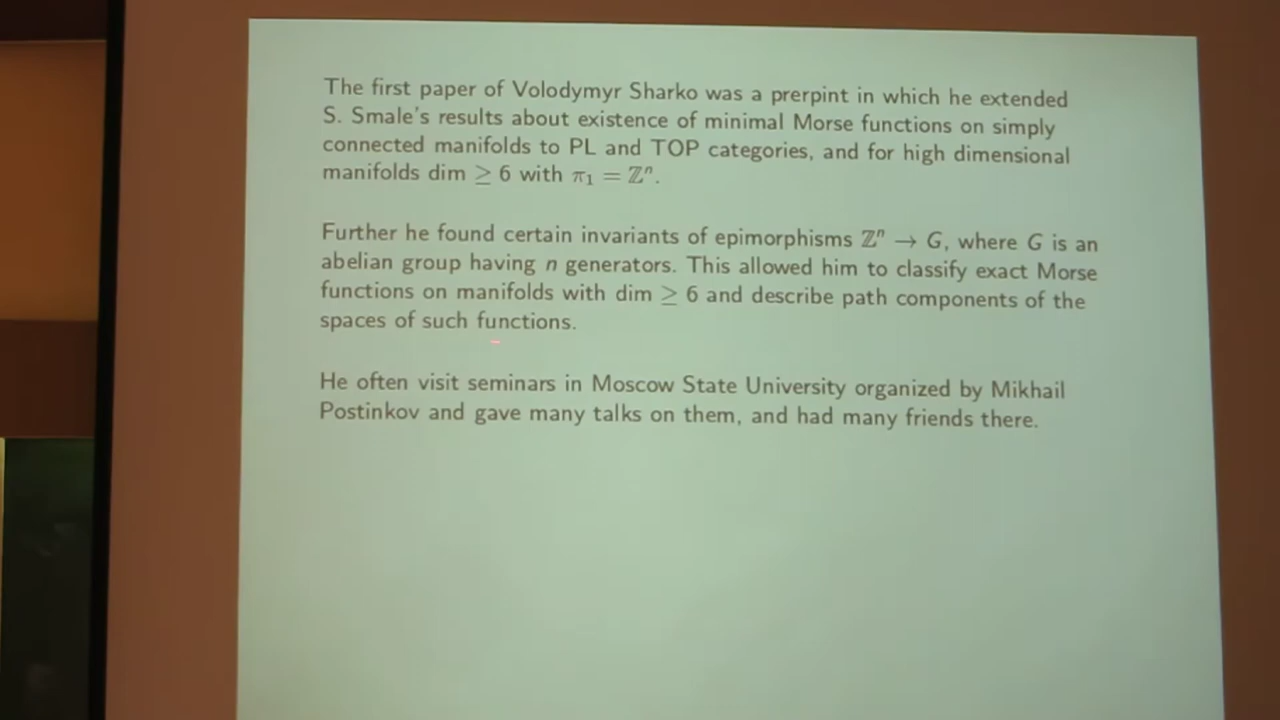 The first paper of Volodymyr Sharko was a prerpint in which he extended
S. Smale's results about existence of minimal Morse functions on simply
connected manifolds to PL and TOP categories, and for high dimensional
manifolds dim ≥ 6 with π₁ = ℤⁿ.
Further he found certain invariants of epimorphisms ℤⁿ → G, where G is an
abelian group having n generators. This allowed him to classify exact Morse
functions on manifolds with dim ≥ 6 and describe path components of the
spaces of such functions.
He often visit seminars in Moscow State University organized by Mikhail
Postinkov and gave many talks on them, and had many friends there.